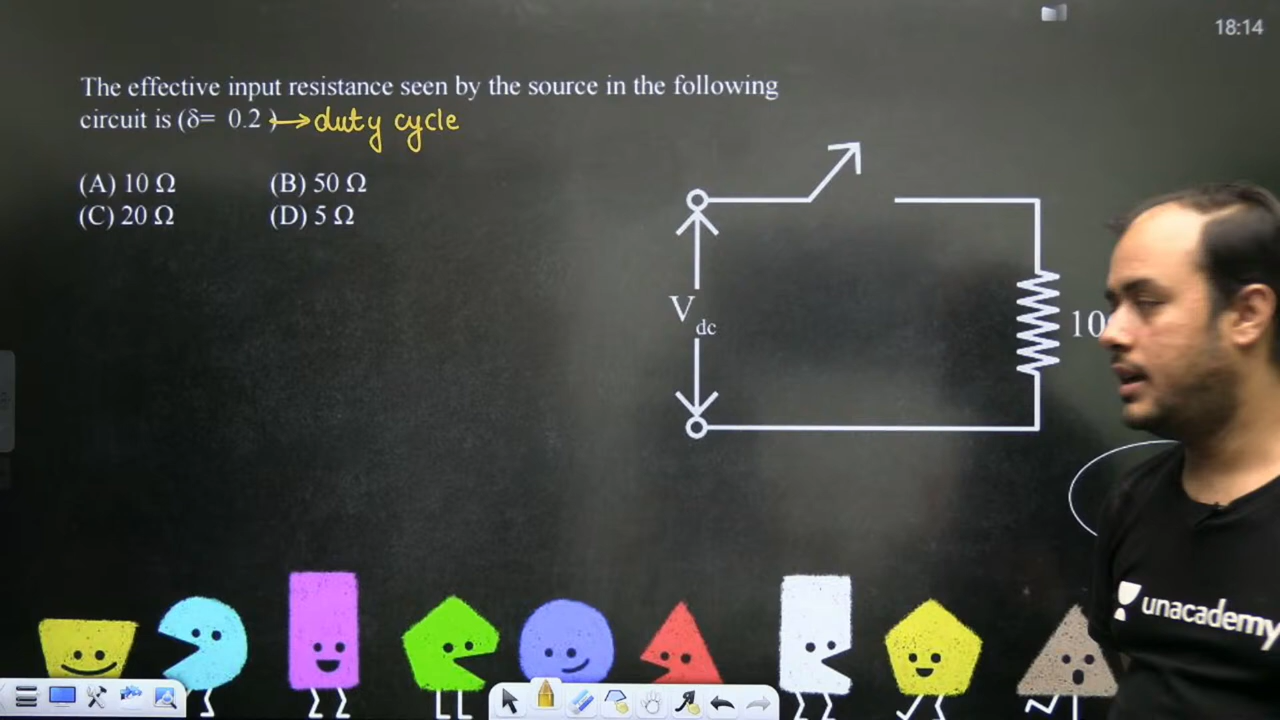 18:14
The effective input resistance seen by the source in the following
circuit is (δ= 0.2 )→duty cycle
(A) 10 Ω (B) 50 Ω
(C) 20 Ω (D) 5 Ω
V dc
unacademy